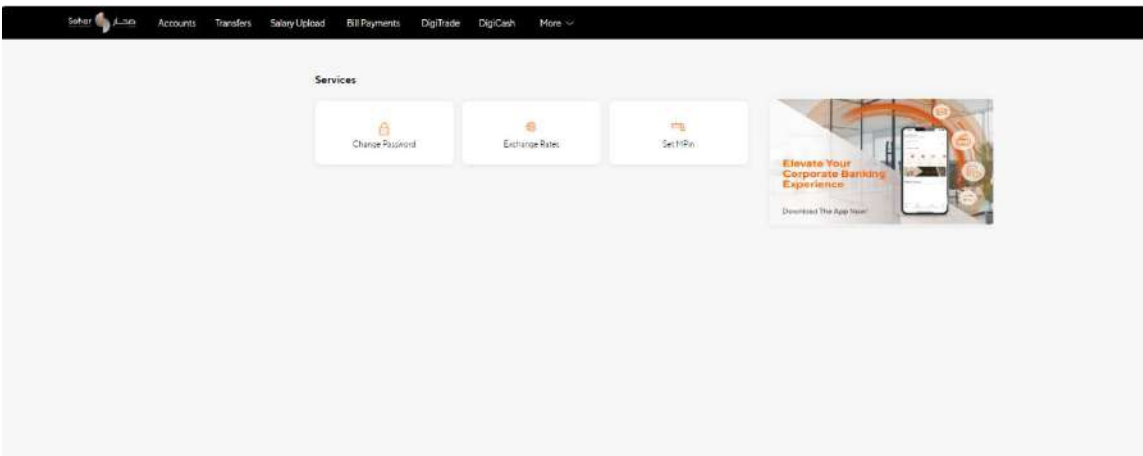 Sohar صحار
Accounts
Transfers
Salary Upload
Bill Payments
DigiTrade
DigiCash
More
Services
Change Password
Exchange Rates
Set MPin
Elevate Your
Corporate Banking
Experience
Download The App Now!